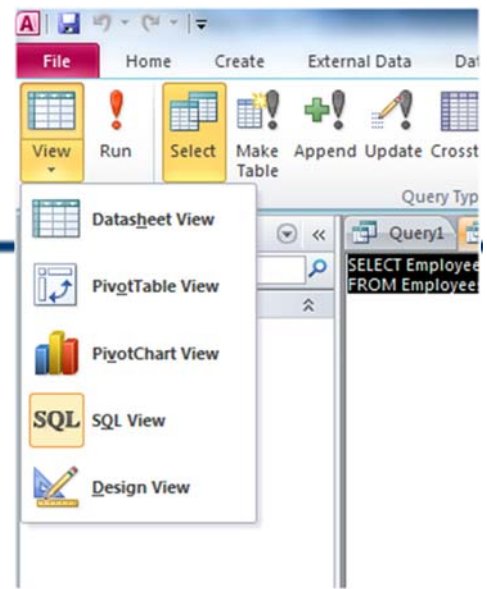 A
File Home Create External Data
View Run Select Make Table Append Update
Query
Datasheet View
Query1
SELECT Employee
PivotTable View
FROM Employee
PivotChart View
SQL SQL View
Design View